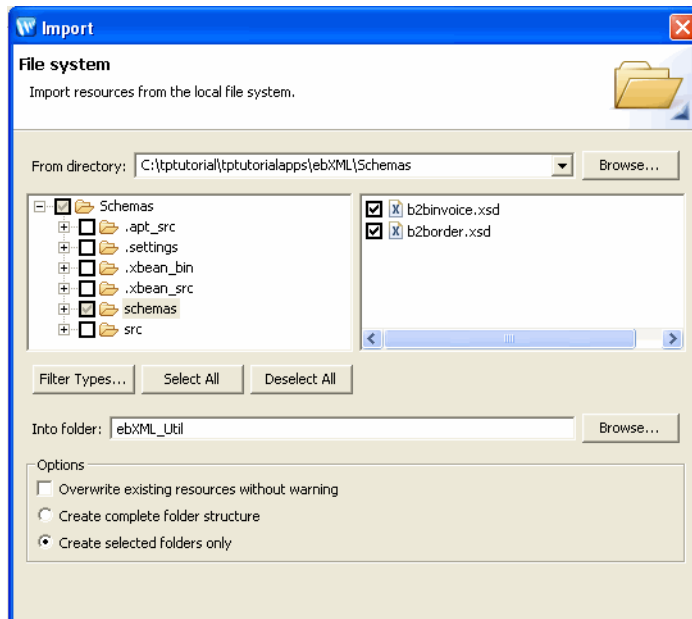 Import
File system
Import resources from the local file system.
From directory: C:\tptutorial\tptutorialapps\ebXML\Schemas Browse...
Schemas
.apt_src
.settings
.xbean_bin
.xbean_src
schemas
src
b2binvoice.xsd
b2border.xsd
Filter Types... Select All Deselect All
Into folder: ebXML_Util Browse...
Options
Overwrite existing resources without warning
Create complete folder structure
Create selected folders only